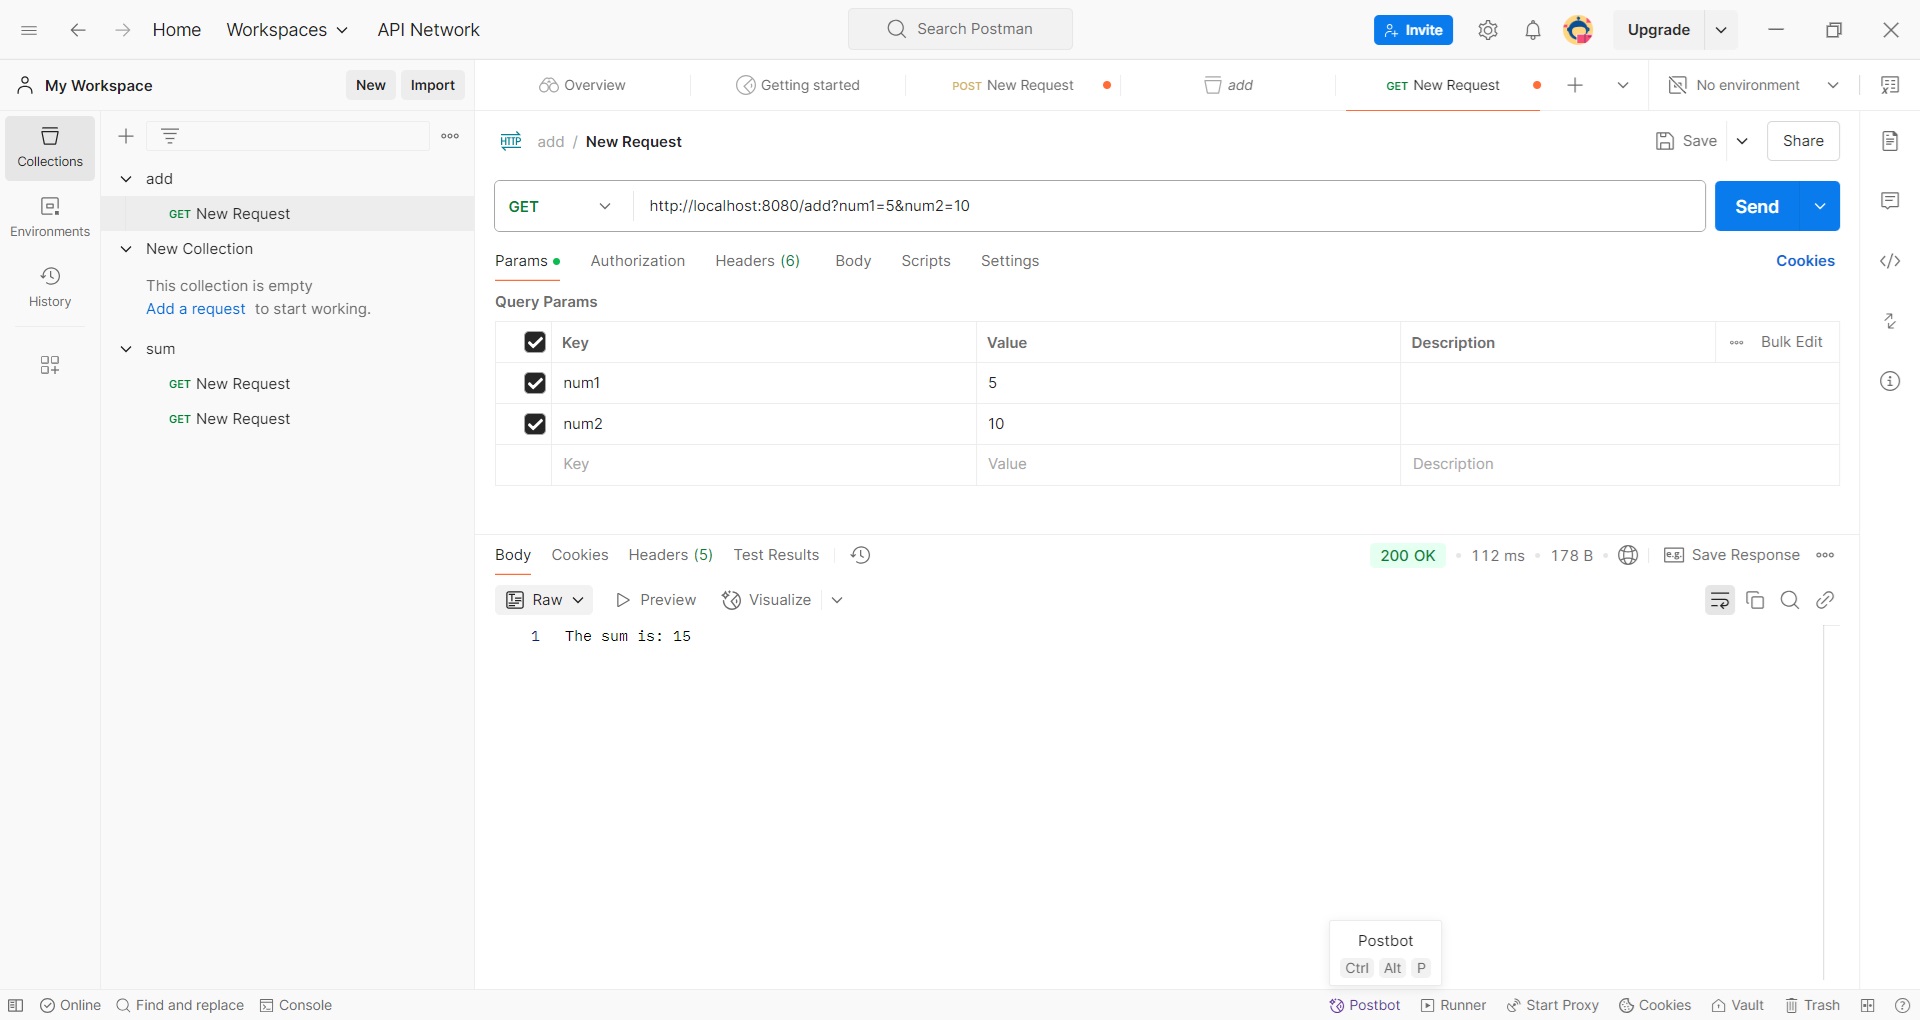 Home Workspaces API Network Search Postman Invite Upgrade
My Workspace New Import Overview Getting started POST New Request add GET New Request No environment
Collections
Environments
History
add
GET New Request
New Collection
This collection is empty
Add a request to start working.
sum
GET New Request
GET New Request
HTTP add / New Request Save Share
GET http://localhost:8080/add?num1=5&num2=10 Send
Params Authorization Headers (6) Body Scripts Settings Cookies
Query Params
Key Value Description Bulk Edit
num1 5
num2 10
Key Value Description
Body Cookies Headers (5) Test Results 200 OK 112 ms 178 B e.g. Save Response
Raw Preview Visualize
1 The sum is: 15
Postbot
Ctrl Alt P
Online Find and replace Console Postbot Runner Start Proxy Cookies Vault Trash